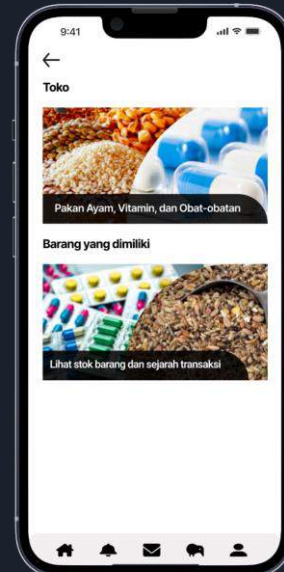 9:41
Toko
Pakan Ayam, Vitamin, dan Obat-obatan
Barang yang dimiliki
Lihat stok barang dan sejarah transaksi